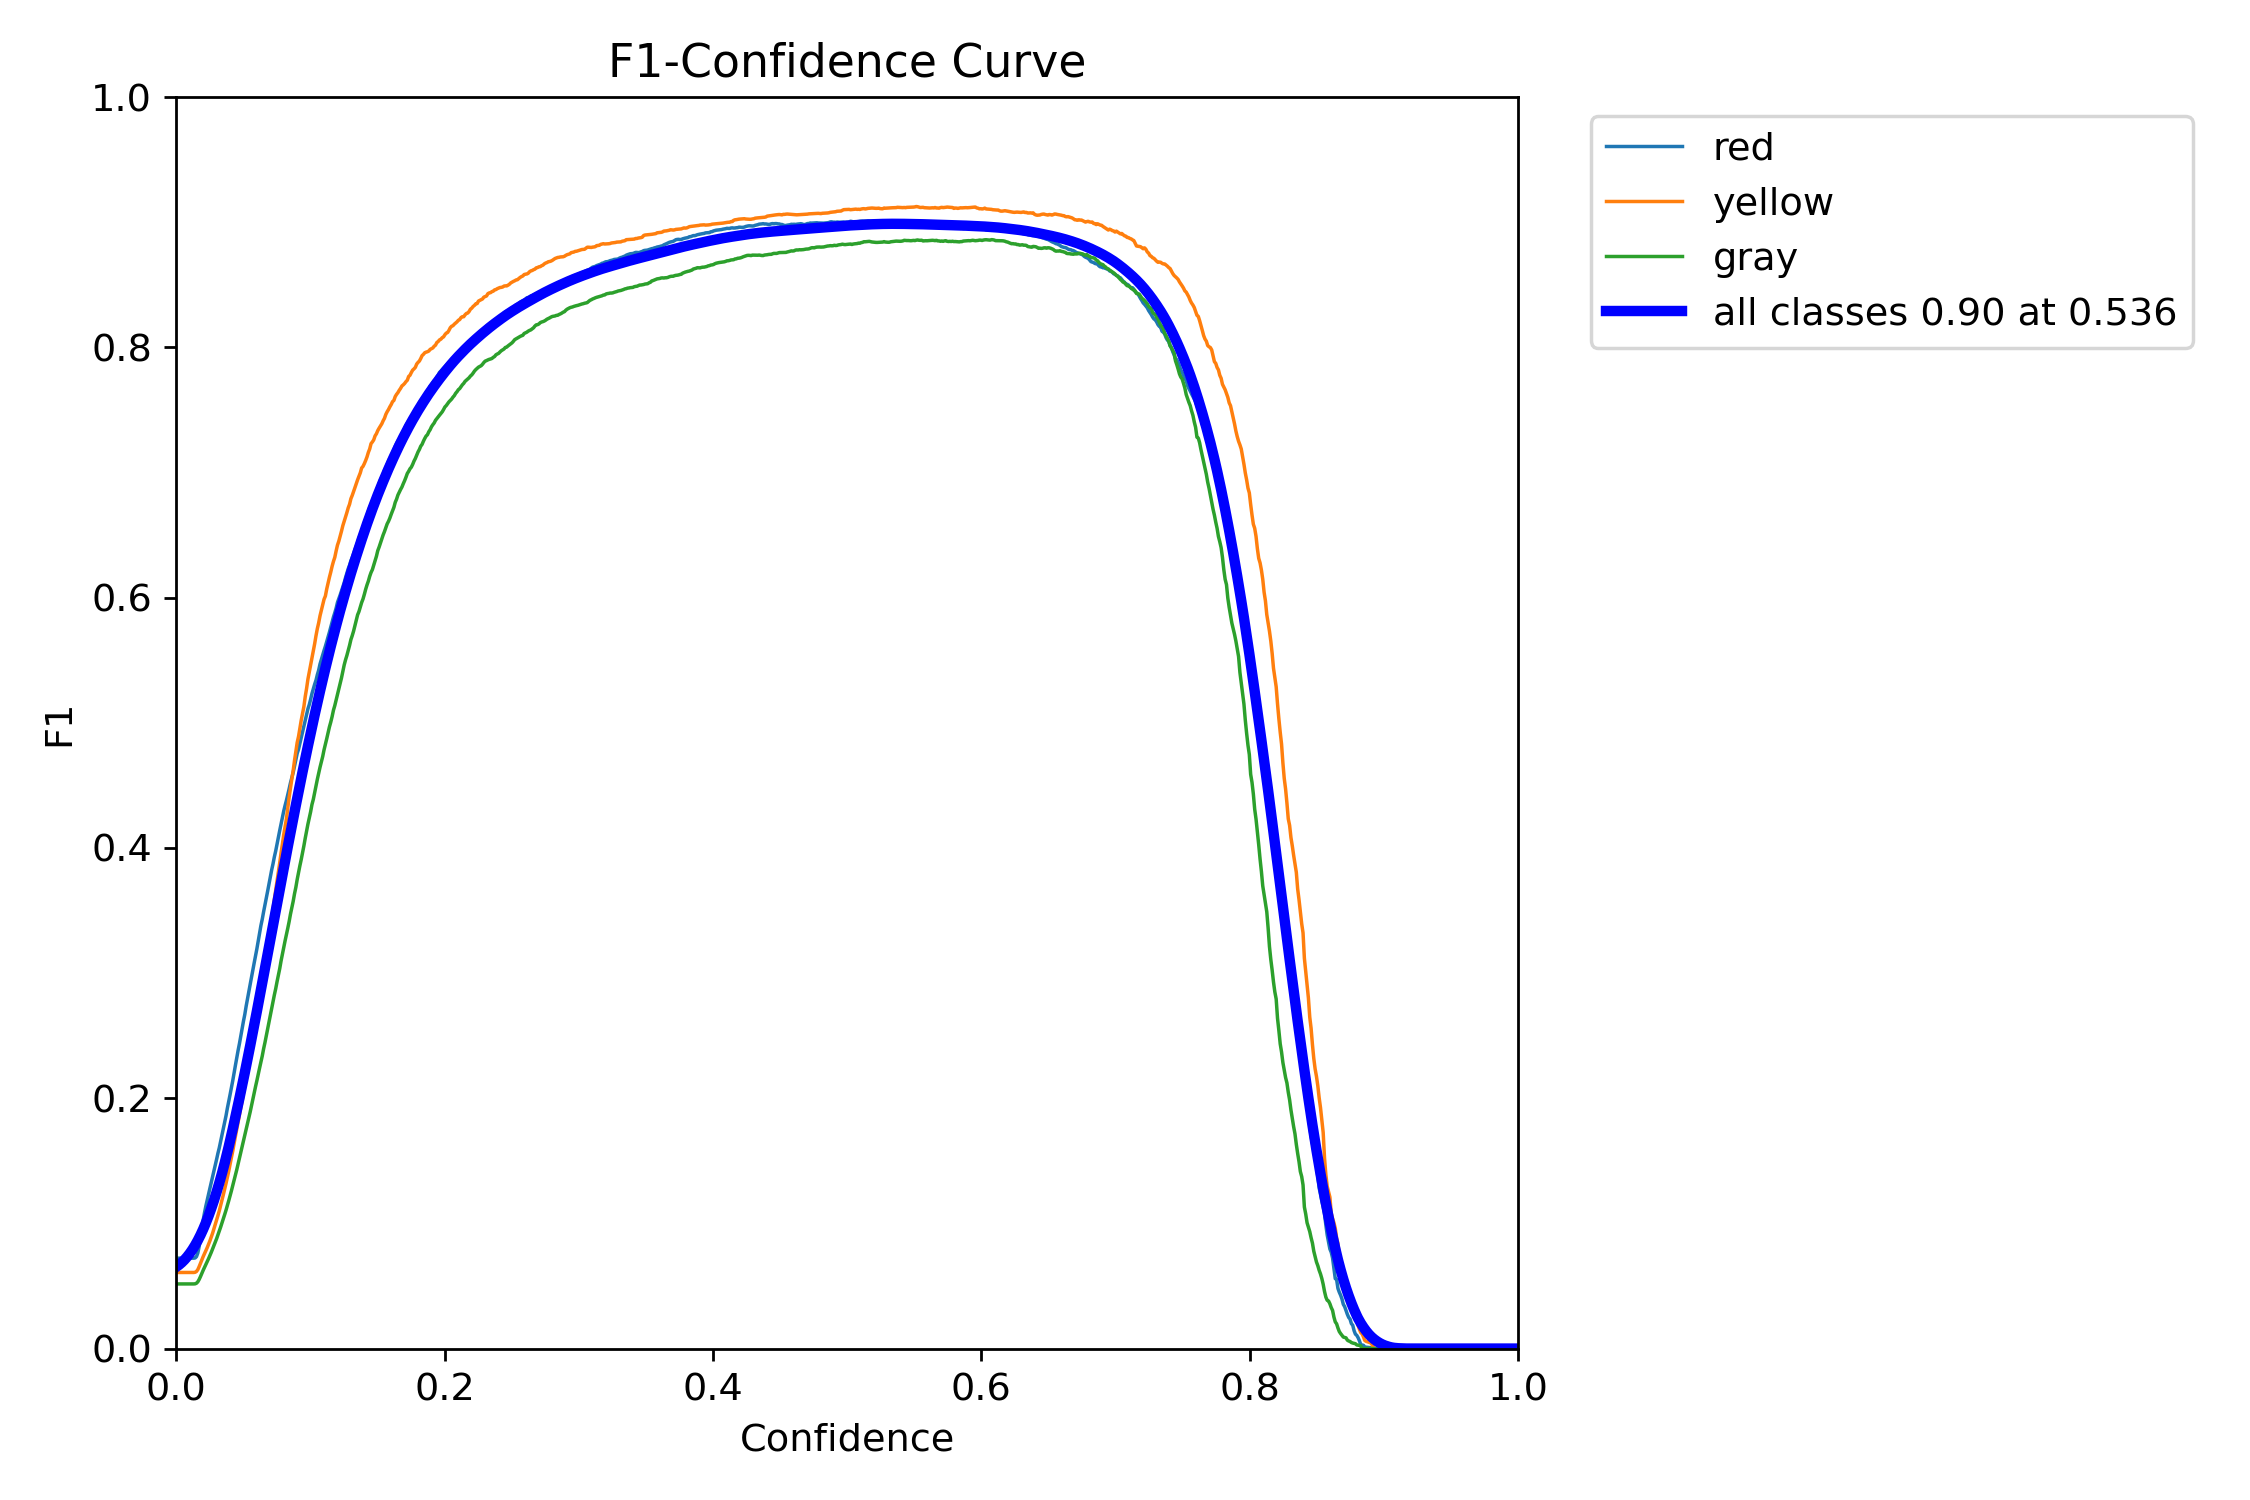 F1-Confidence Curve
1.0
0.8
0.6
0.4
0.2
0.0
F1
0.0 0.2 0.4 0.6 0.8 1.0
Confidence
red
yellow
gray
all classes 0.90 at 0.536